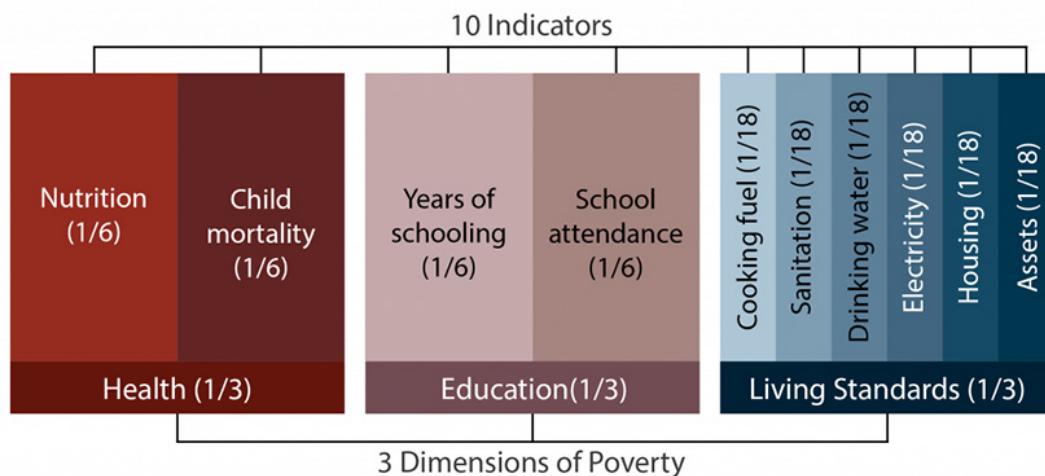 10 Indicators
Nutrition
(1/6)
Child
mortality
(1/6)
Years of
schooling
(1/6)
School
attendance
(1/6)
Cooking fuel (1/18)
Sanitation (1/18)
Drinking water (1/18)
Electricity (1/18)
Housing (1/18)
Assets (1/18)
Health (1/3)
Education(1/3)
Living Standards (1/3)
3 Dimensions of Poverty